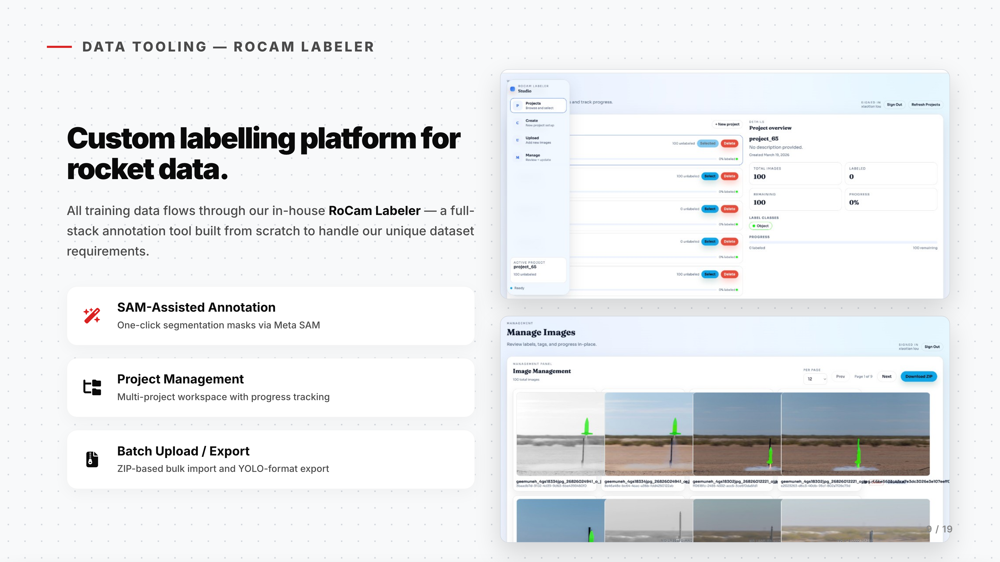 DATA TOOLING — ROCAM LABELER
Custom labelling platform for
rocket data.
All training data flows through our in-house RoCam Labeler — a full-
stack annotation tool built from scratch to handle our unique dataset
requirements.
SAM-Assisted Annotation
One-click segmentation masks via Meta SAM
Project Management
Multi-project workspace with progress tracking
Batch Upload / Export
ZIP-based bulk import and YOLO-format export
ROCAM LABELER
Studio
Projects
Browse and select
Create
New project setup
Upload
Add new images
Manage
Review + update
ACTIVE PROJECT
project_65
100 unlabeled
Ready
and track progress.
SIGNED IN
xiaotian lou
Sign Out
Refresh Projects
+ New project
100 unlabeled Selected Delete
0% labeled
100 unlabeled Select Delete
0% labeled
0 unlabeled Select Delete
0% labeled
0 unlabeled Select Delete
0% labeled
100 unlabeled Select Delete
0% labeled
DETAILS
Project overview
project_65
No description provided.
Created March 19, 2026
TOTAL IMAGES
100
LABELED
0
REMAINING
100
PROGRESS
0%
LABEL CLASSES
Object
PROGRESS
0 labeled 100 remaining
MANAGEMENT
Manage Images
Review labels, tags, and progress in-place.
SIGNED IN
xiaotian lou
Sign Out
MANAGEMENT PANEL
Image Management
100 total images
PER PAGE
12
Prev Page 1 of 9 Next Download ZIP
geemuneh_4gs18334jpg_26826024941_o_j
3baadb7d-3f02-4d39-9d63-6be4393450f0
geemuneh_4gs18334jpg_26826024941_o
8e46a48e-bc64-4cac-a36b-fdd4250122ab
geemuneh_4gs18302jpg_26826012221_o
ff0618fc-2455-4332-acc5-3ce6f0da5fd1
geemuneh_4gs18302jpg_26826012221_o
c2023263-d6c3-40db-95cf-802a7f26c79d
9 / 19